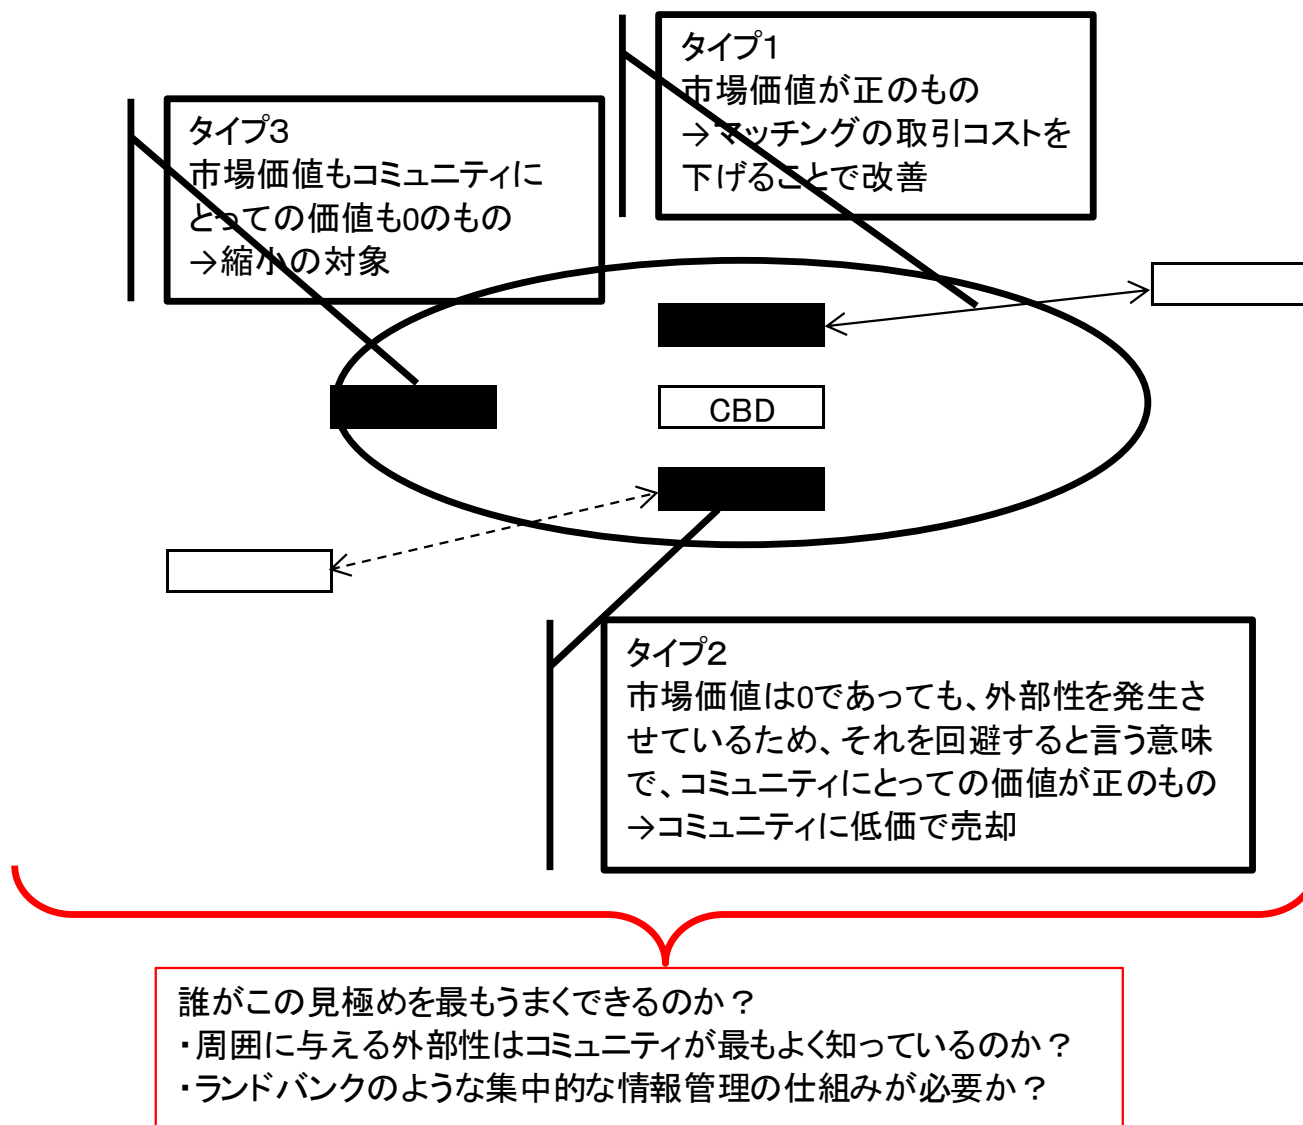 タイプ1
市場価値が正のもの
→マッチングの取引コストを
下げることで改善
タイプ3
市場価値もコミュニティに
とっての価値も0のもの
→縮小の対象
CBD
タイプ2
市場価値は0であっても、外部性を発生さ
せているため、それを回避すると言う意味
で、コミュニティにとっての価値が正のもの
→コミュニティに低価で売却
誰がこの見極めを最もうまくできるのか？
・周囲に与える外部性はコミュニティが最もよく知っているのか？
・ランドバンクのような集中的な情報管理の仕組みが必要か？